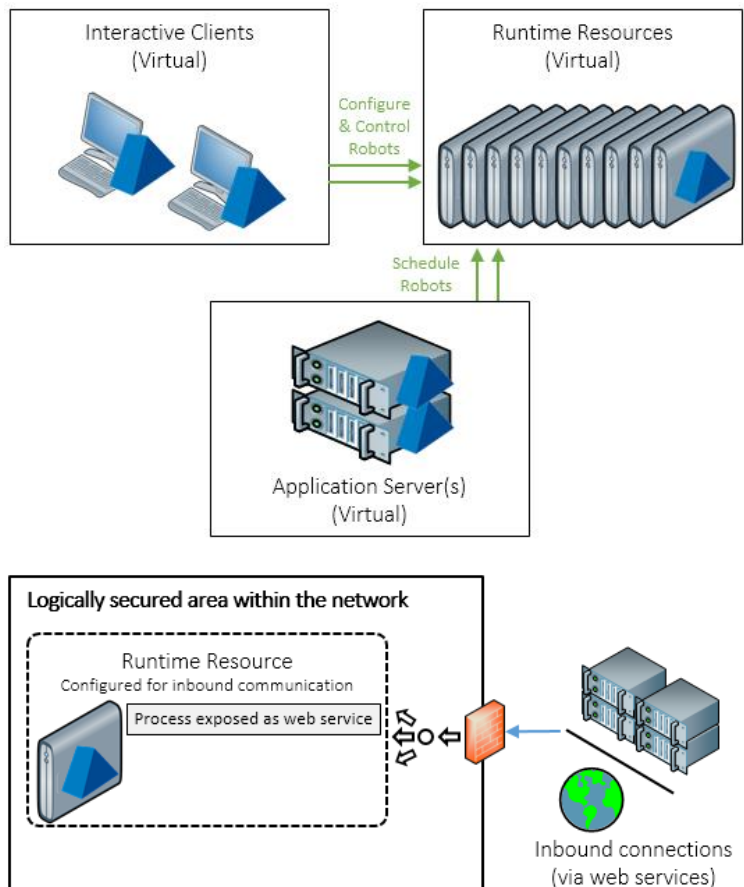 Interactive Clients
(Virtual)
Runtime Resources
(Virtual)
Configure
& Control
Robots
Schedule
Robots
Application Server(s)
(Virtual)
Logically secured area within the network
Runtime Resource
Configured for inbound communication
Process exposed as web service
Inbound connections
(via web services)